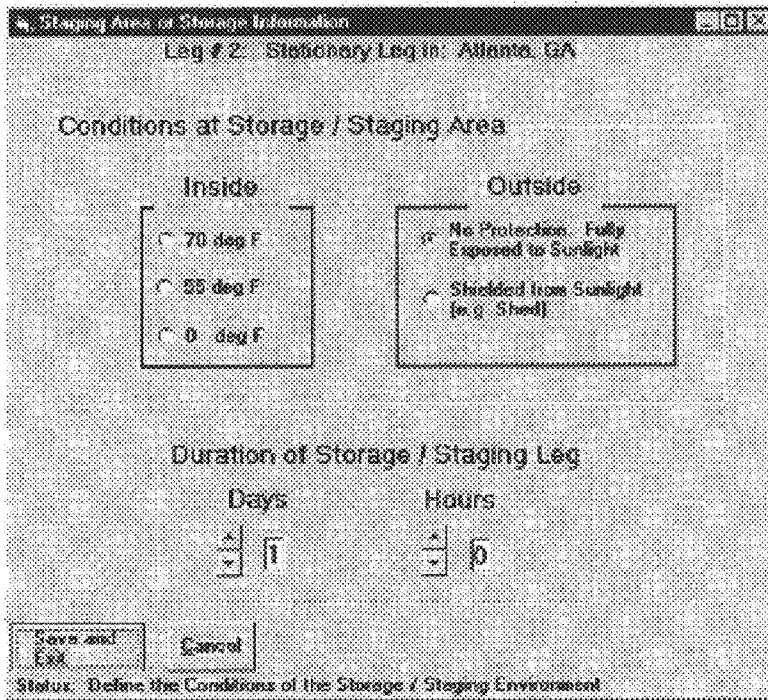 Staging Area or Storage Information
Leg # 2: Stationary Leg in: Atlanta, GA
Conditions at Storage / Staging Area
Inside
Outside
70 deg F
55 deg F
0 deg F
No Protection. Fully
Exposed to Sunlight
Shielded from Sunlight
(e.g. Shed)
Duration of Storage / Staging Leg
Days
Hours
1
0
Save and
Exit
Cancel
Status: Define the Conditions of the Storage / Staging Environment